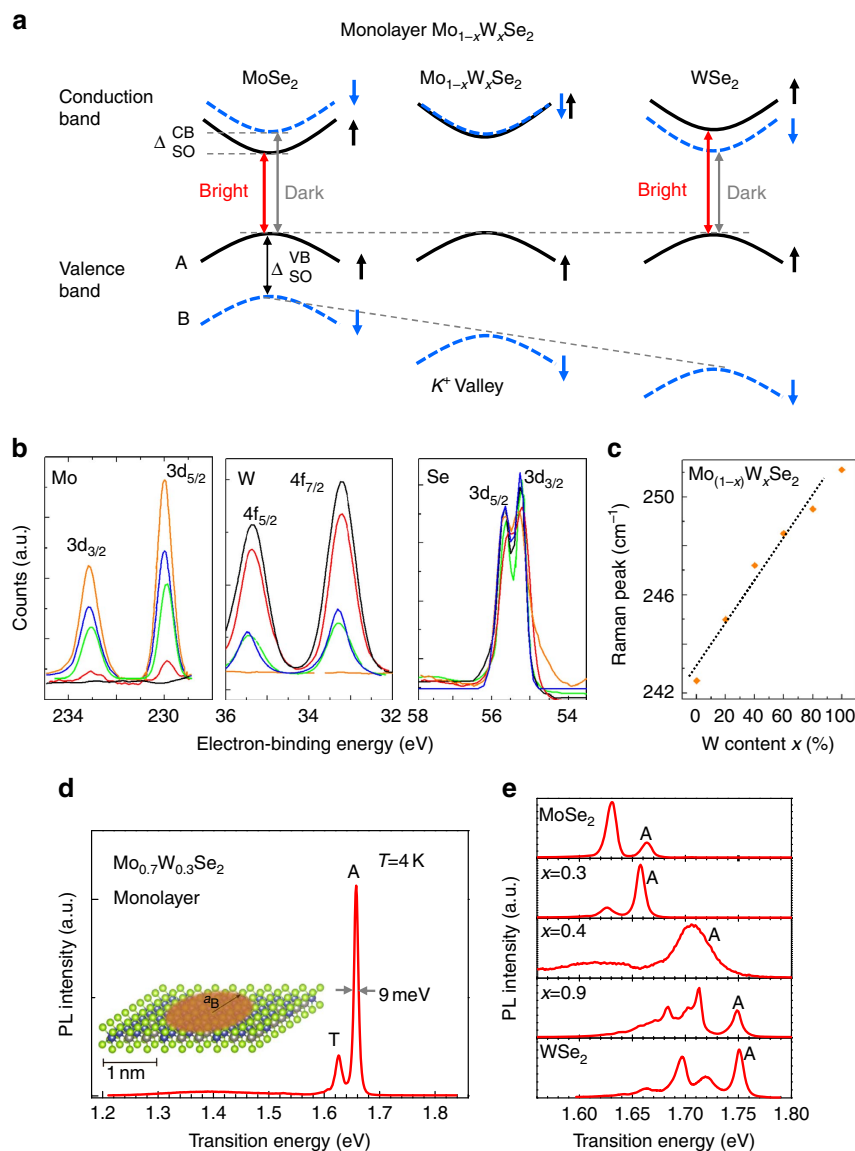 a
Monolayer Mo1–xWxSe2
MoSe2
Mo1–xWxSe2
WSe2
Conduction
band
Δ CB
SO
Bright
Dark
Bright
Dark
A
Δ VB
SO
Valence
band
B
K+ Valley
b
Mo
3d5/2
3d3/2
W
4f7/2
4f5/2
Se
3d3/2
3d5/2
Counts (a.u.)
234
230
36
35
34
33
32
58
56
54
Electron-binding energy (eV)
c
Mo(1–x)WxSe2
Raman peak (cm–1)
250
246
242
0 20 40 60 80 100
W content x (%)
d
Mo0.7W0.3Se2
Monolayer
T=4 K
A
9 meV
T
aB
1 nm
PL intensity (a.u.)
1.2 1.3 1.4 1.5 1.6 1.7 1.8
Transition energy (eV)
e
MoSe2
A
x=0.3
A
x=0.4
A
x=0.9
A
WSe2
A
PL intensity (a.u.)
1.60 1.65 1.70 1.75 1.80
Transition energy (eV)